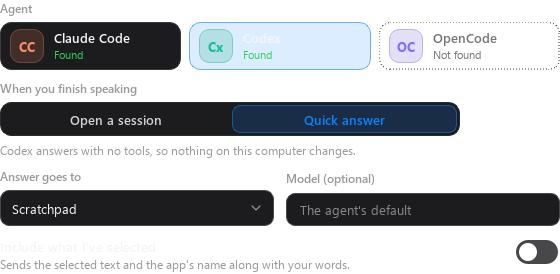 Agent
CC Claude Code Found
Cx Codex Found
OC OpenCode Not found
When you finish speaking
Open a session Quick answer
Codex answers with no tools, so nothing on this computer changes.
Answer goes to Model (optional)
Scratchpad The agent's default
Include what I've selected
Sends the selected text and the app's name along with your words.